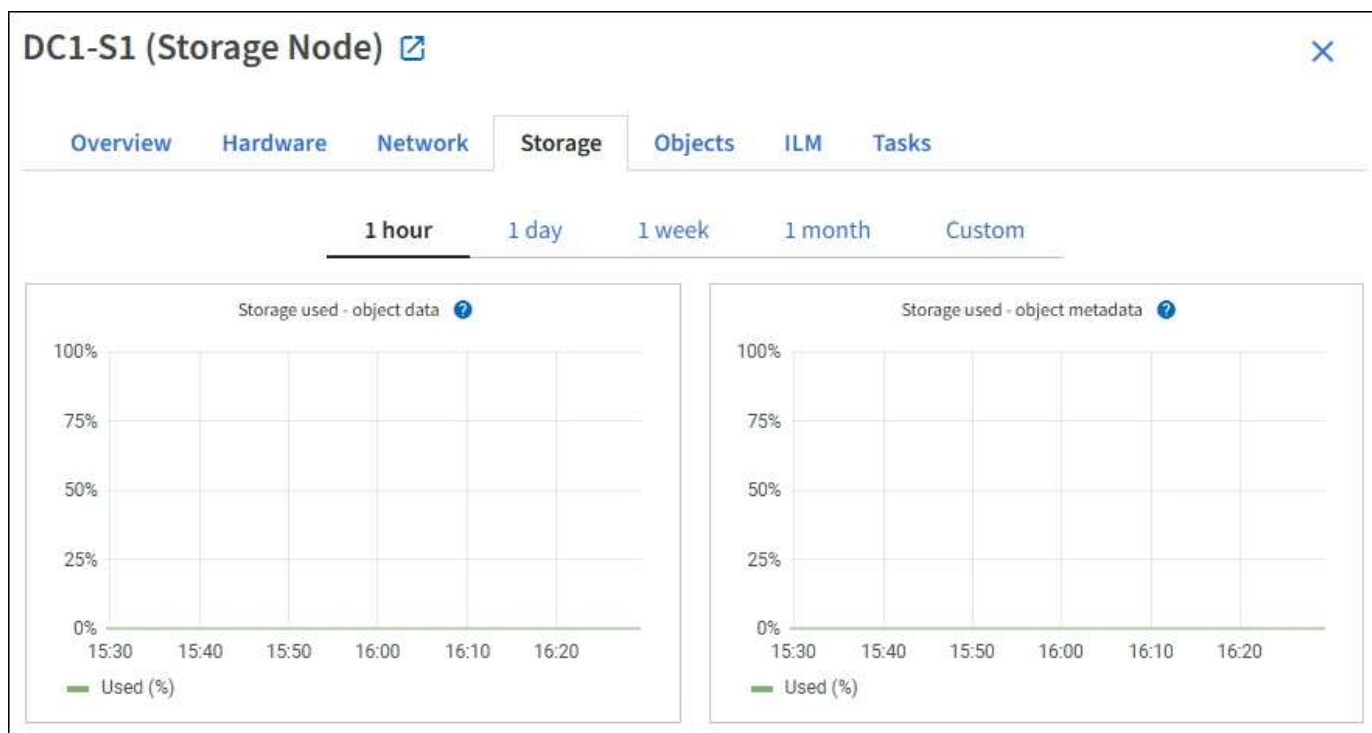 DC1-S1 (Storage Node)
Overview Hardware Network Storage Objects ILM Tasks
1 hour 1 day 1 week 1 month Custom
Storage used - object data ?
100%
75%
50%
25%
0%
15:30 15:40 15:50 16:00 16:10 16:20
Used (%)
Storage used - object metadata ?
100%
75%
50%
25%
0%
15:30 15:40 15:50 16:00 16:10 16:20
Used (%)